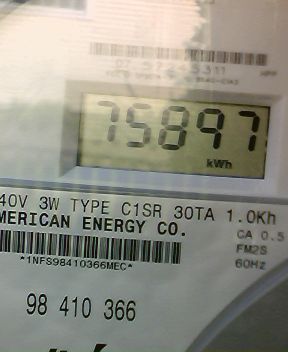 75897
kWh
40V 3W TYPE C1SR 30TA 1.0Kh
MERICAN ENERGY CO.
CA 0.5
FM2S
60Hz
*1NFS98410366MEC*
98 410 366